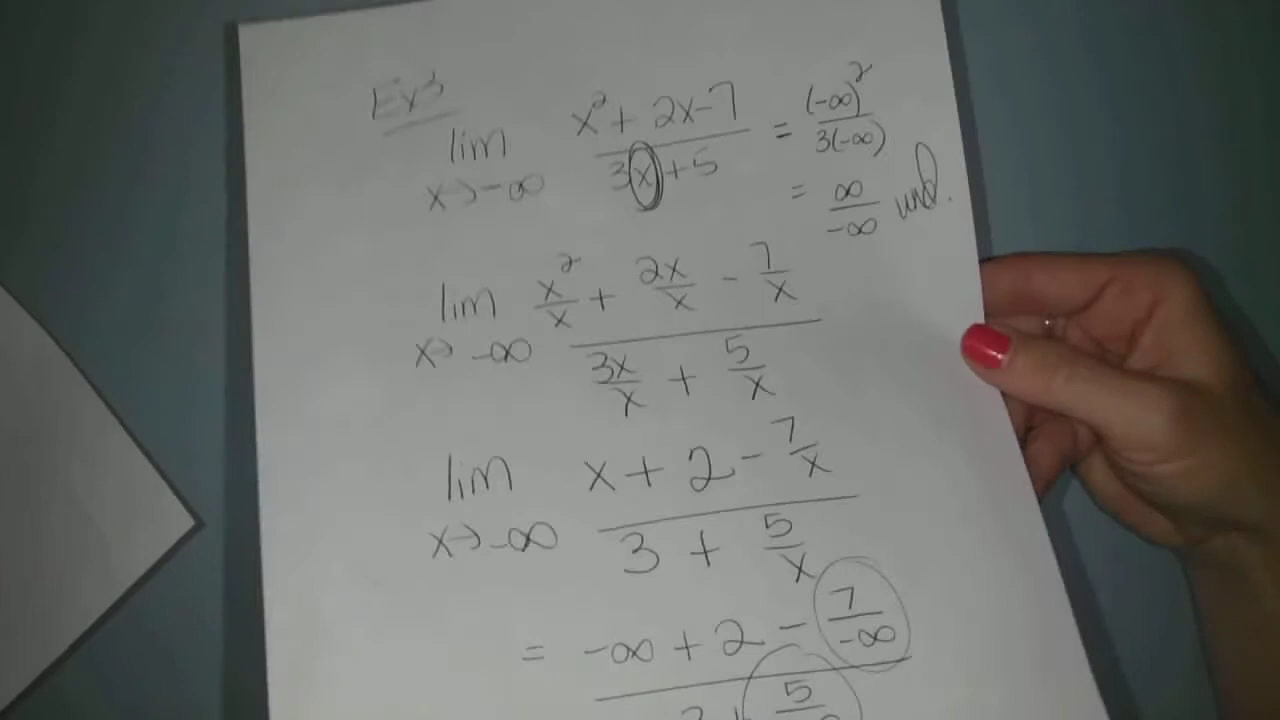 Ex 3
lim x→-∞ (x² + 2x - 7)/(3x + 5) = (-∞)²/3(-∞)
= ∞/-∞ und.
lim x→-∞ (x²/x + 2x/x - 7/x)/(3x/x + 5/x)
lim x→-∞ (x + 2 - 7/x)/(3 + 5/x)
= -∞ + 2 - 7/-∞
5